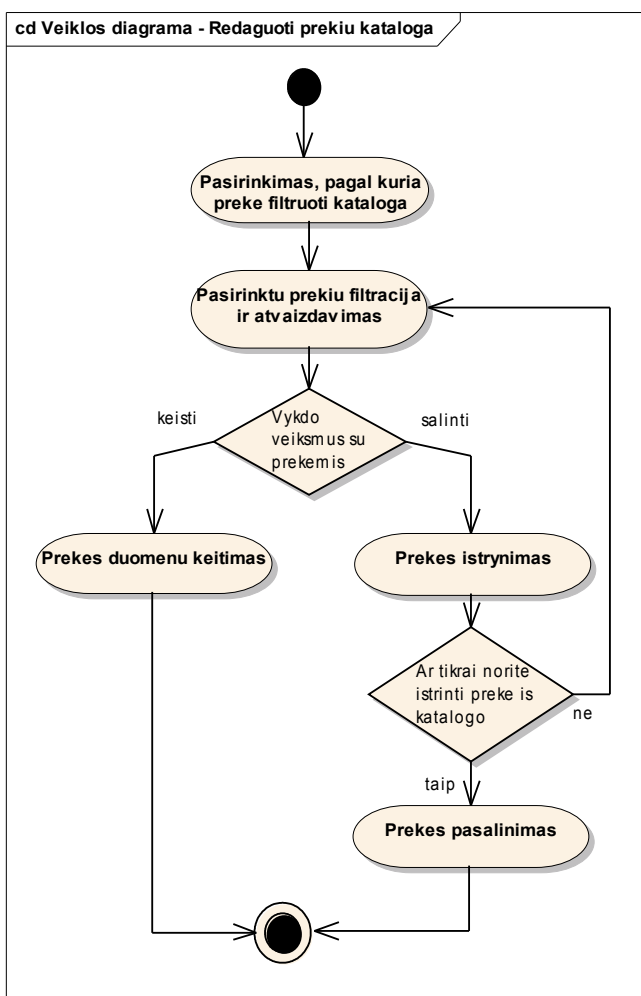 cd Veiklos diagrama - Redaguoti prekiu kataloga
Pasirinkimas, pagal kuria
preke filtruoti kataloga
Pasirinktu prekiu filtracija
ir atvaizdavimas
keisti
Vykdo
veiksmus su
prekemis
salinti
Prekes duomenu keitimas
Prekes istrynimas
Ar tikrai norite
istrinti preke is
katalogo
ne
taip
Prekes pasalinimas